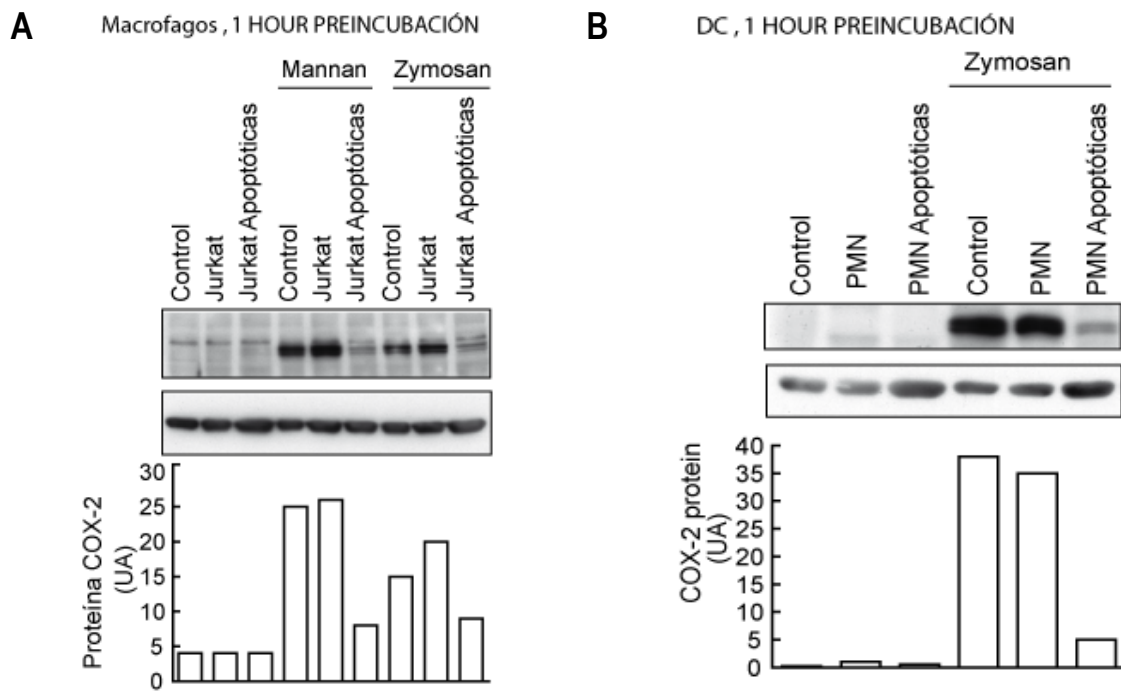 A
Macrofagos , 1 HOUR PREINCUBACIÓN
Mannan
Zymosan
Control
Jurkat
Jurkat Apoptóticas
Control
Jurkat
Jurkat Apoptóticas
Control
Jurkat
Jurkat Apoptóticas
Proteína COX-2
(UA)
30
25
20
15
10
5
0
B
DC , 1 HOUR PREINCUBACIÓN
Zymosan
Control
PMN
PMN Apoptóticas
Control
PMN
PMN Apoptóticas
COX-2 protein
(UA)
40
35
30
25
20
15
10
5
0